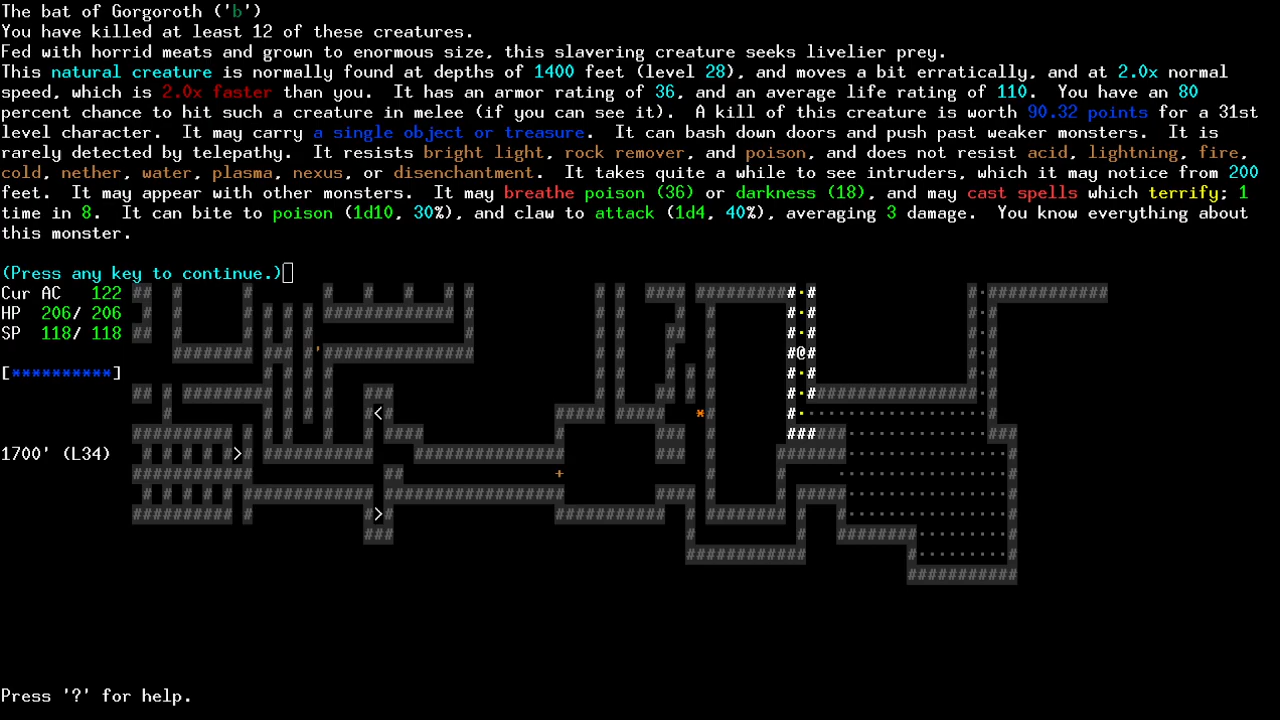 The bat of Gorgoroth ('b')
You have killed at least 12 of these creatures.
Fed with horrid meats and grown to enormous size, this slavering creature seeks livelier prey.
This natural creature is normally found at depths of 1400 feet (level 28), and moves a bit erratically, and at 2.0x normal
speed, which is 2.0x faster than you.  It has an armor rating of 36, and an average life rating of 110.  You have an 80
percent chance to hit such a creature in melee (if you can see it).  A kill of this creature is worth 90.32 points for a 31st
level character.  It may carry a single object or treasure.  It can bash down doors and push past weaker monsters.  It is
rarely detected by telepathy.  It resists bright light, rock remover, and poison, and does not resist acid, lightning, fire,
cold, nether, water, plasma, nexus, or disenchantment.  It takes quite a while to see intruders, which it may notice from 200
feet.  It may appear with other monsters.  It may breathe poison (36) or darkness (18), and may cast spells which terrify; 1
time in 8.  It can bite to poison (1d10, 30%), and claw to attack (1d4, 40%), averaging 3 damage.  You know everything about
this monster.
(Press any key to continue.)
Cur AC   122
HP  206/ 206
SP  118/ 118
[**********]
1700' (L34)
Press '?' for help.